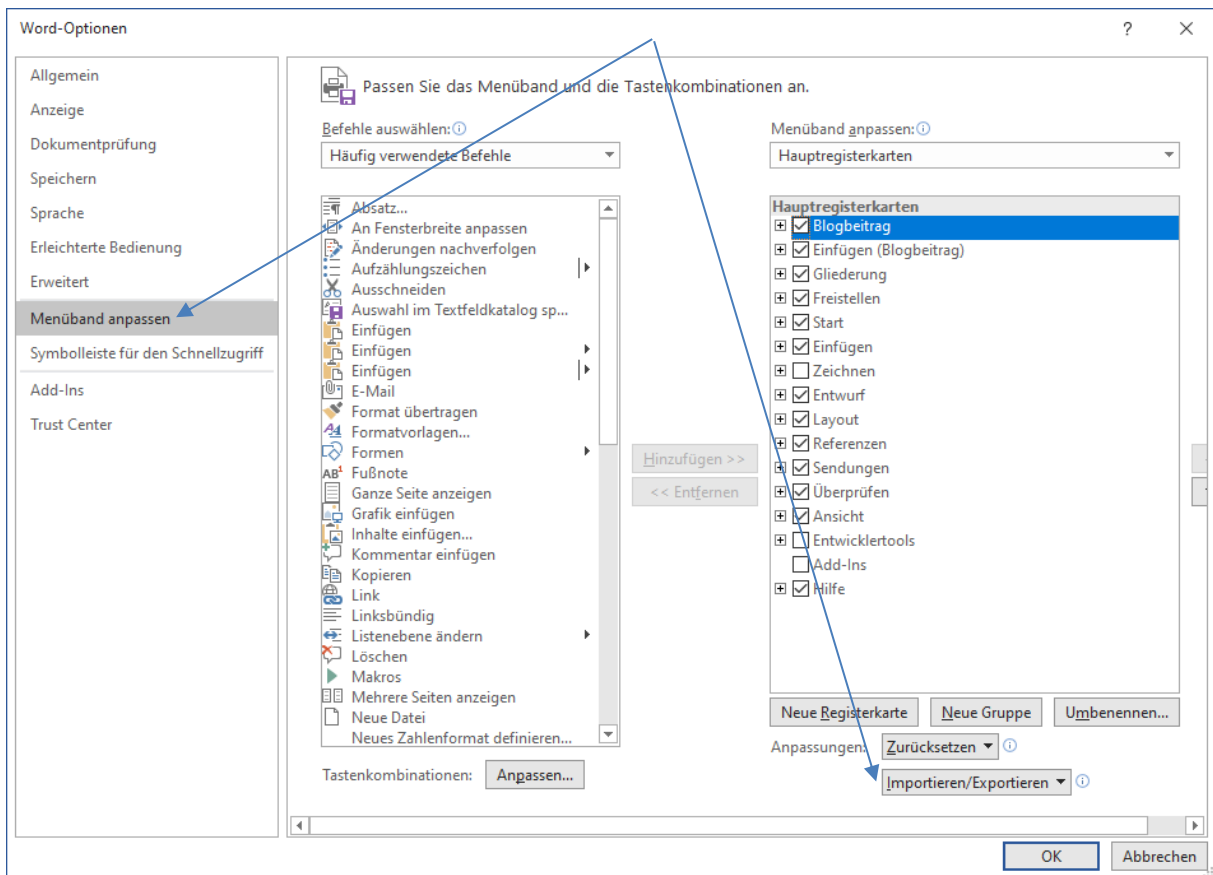 Word-Optionen
?
Allgemein
Anzeige
Dokumentprüfung
Speichern
Sprache
Erleichterte Bedienung
Erweitert
Menüband anpassen
Symbolleiste für den Schnellzugriff
Add-Ins
Trust Center
Passen Sie das Menüband und die Tastenkombinationen an.
Befehle auswählen:
Häufig verwendete Befehle
Absatz...
An Fensterbreite anpassen
Änderungen nachverfolgen
Aufzählungszeichen
Ausschneiden
Auswahl im Textfeldkatalog sp...
Einfügen
Einfügen
Einfügen
E-Mail
Format übertragen
Formatvorlagen...
Formen
Fußnote
Ganze Seite anzeigen
Grafik einfügen
Inhalte einfügen...
Kommentar einfügen
Kopieren
Link
Linksbündig
Listenebene ändern
Löschen
Makros
Mehrere Seiten anzeigen
Neue Datei
Neues Zahlenformat definieren...
Tastenkombinationen: Anpassen...
Hinzufügen >>
<< Entfernen
Menüband anpassen:
Hauptregisterkarten
Hauptregisterkarten
Blogbeitrag
Einfügen (Blogbeitrag)
Gliederung
Freistellen
Start
Einfügen
Zeichnen
Entwurf
Layout
Referenzen
Sendungen
Überprüfen
Ansicht
Entwicklertools
Add-Ins
Hilfe
Neue Registerkarte Neue Gruppe Umbenennen...
Anpassungen: Zurücksetzen
Importieren/Exportieren
OK Abbrechen